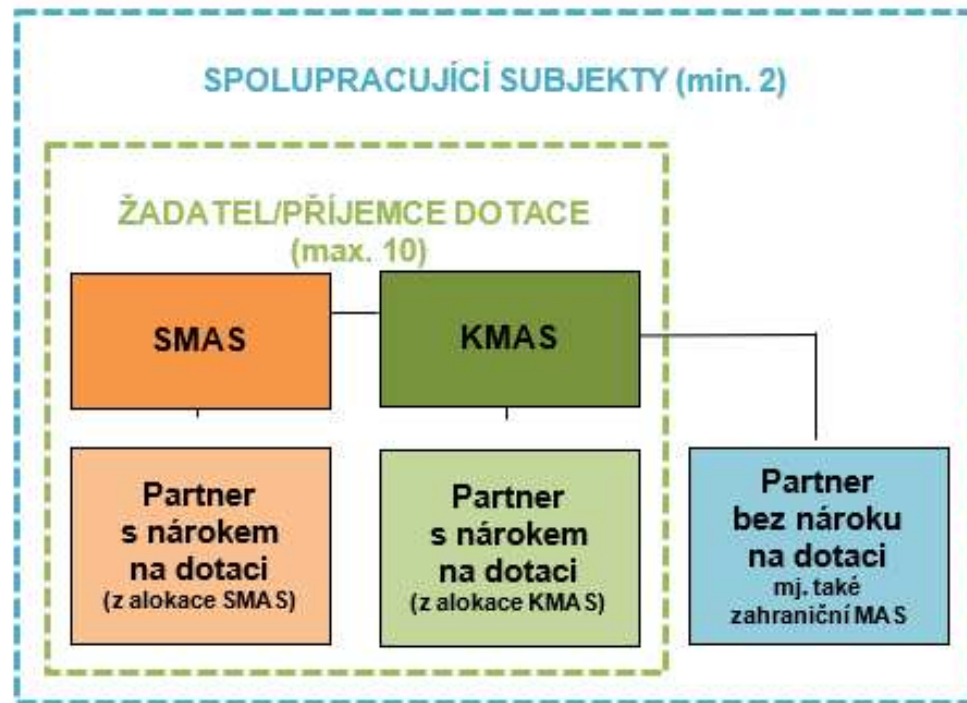 SPOLUPRACUJÍCÍ SUBJEKTY (min. 2)
ŽADATEL/PŘÍJEMCE DOTACE
(max. 10)
SMAS
KMAS
Partner
s nárokem
na dotaci
(z alokace SMAS)
Partner
s nárokem
na dotaci
(z alokace KMAS)
Partner
bez nároku
na dotaci
mj. také
zahraniční MAS